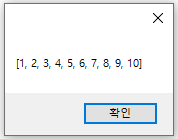 [1, 2, 3, 4, 5, 6, 7, 8, 9, 10]
확인